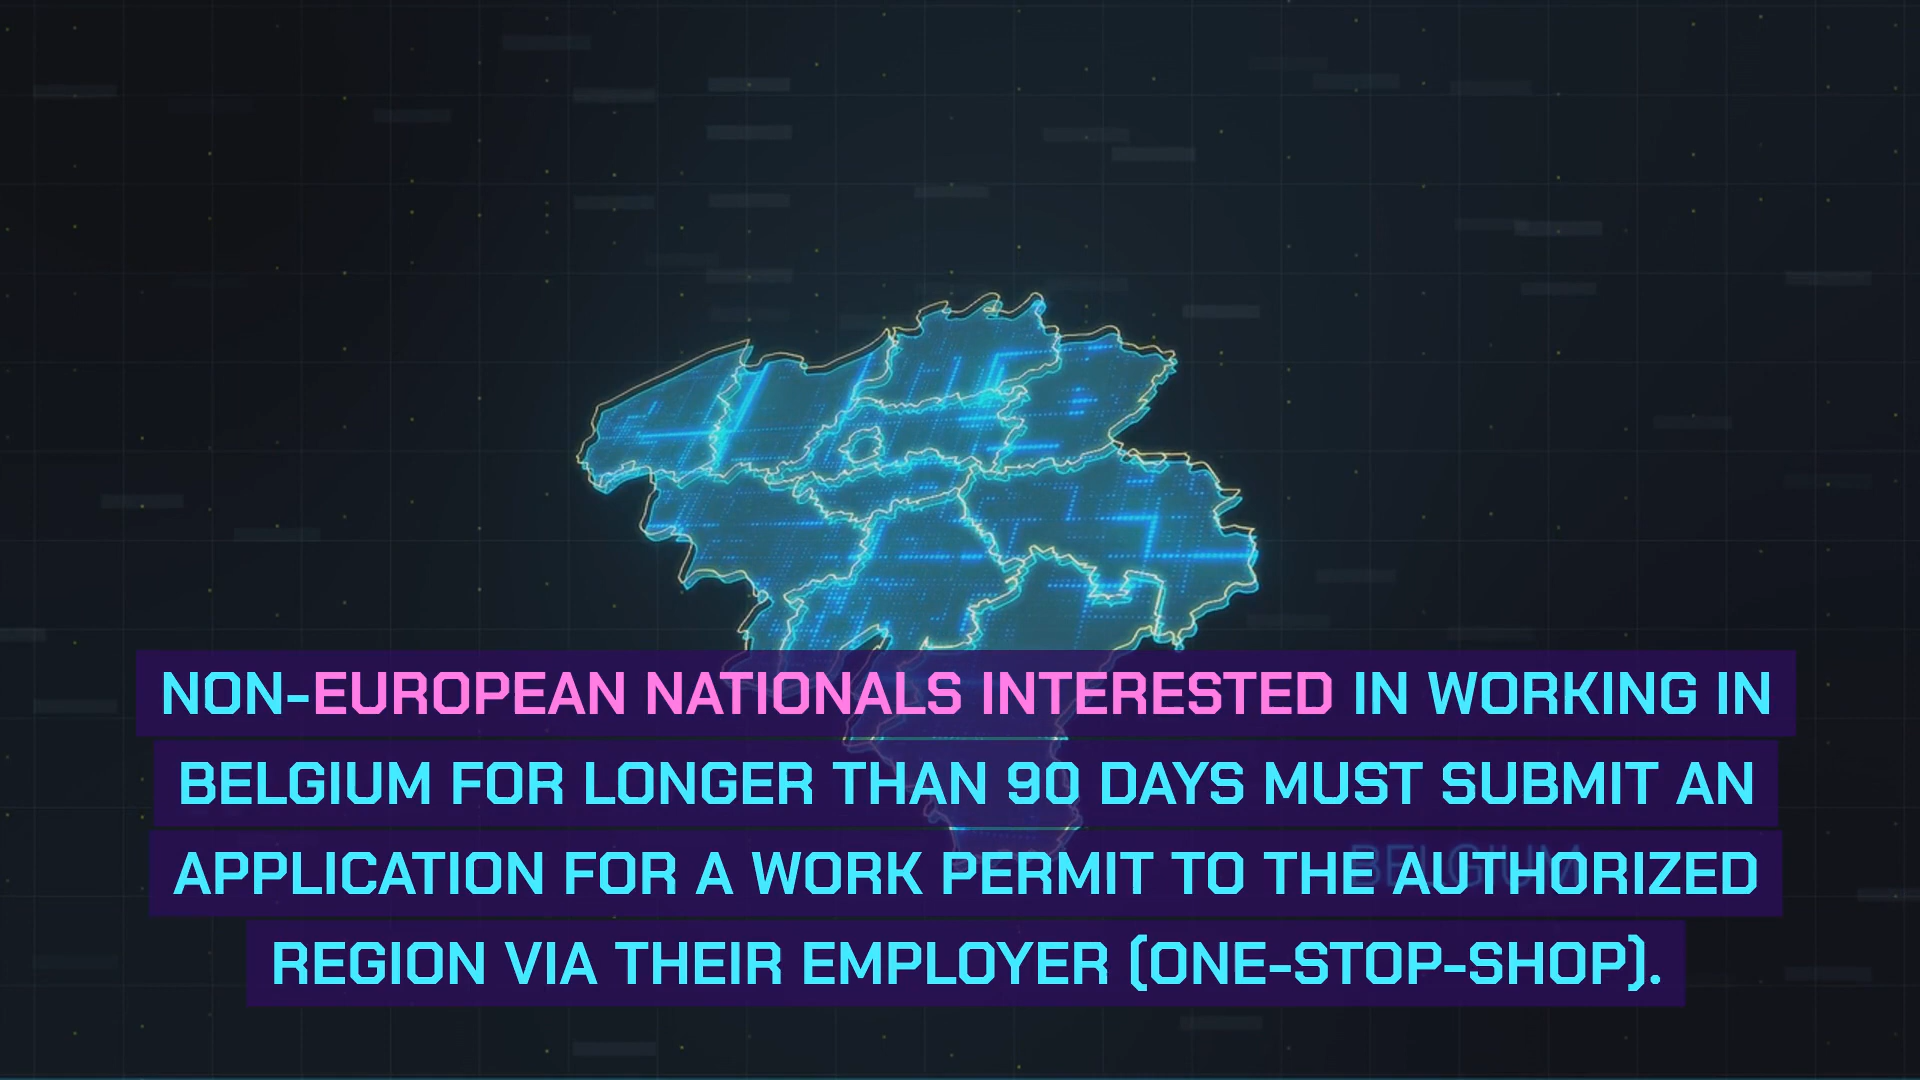 NON-EUROPEAN NATIONALS INTERESTED IN WORKING IN
BELGIUM FOR LONGER THAN 90 DAYS MUST SUBMIT AN
APPLICATION FOR A WORK PERMIT TO THE AUTHORIZED
REGION VIA THEIR EMPLOYER (ONE-STOP-SHOP).
BELGIUM